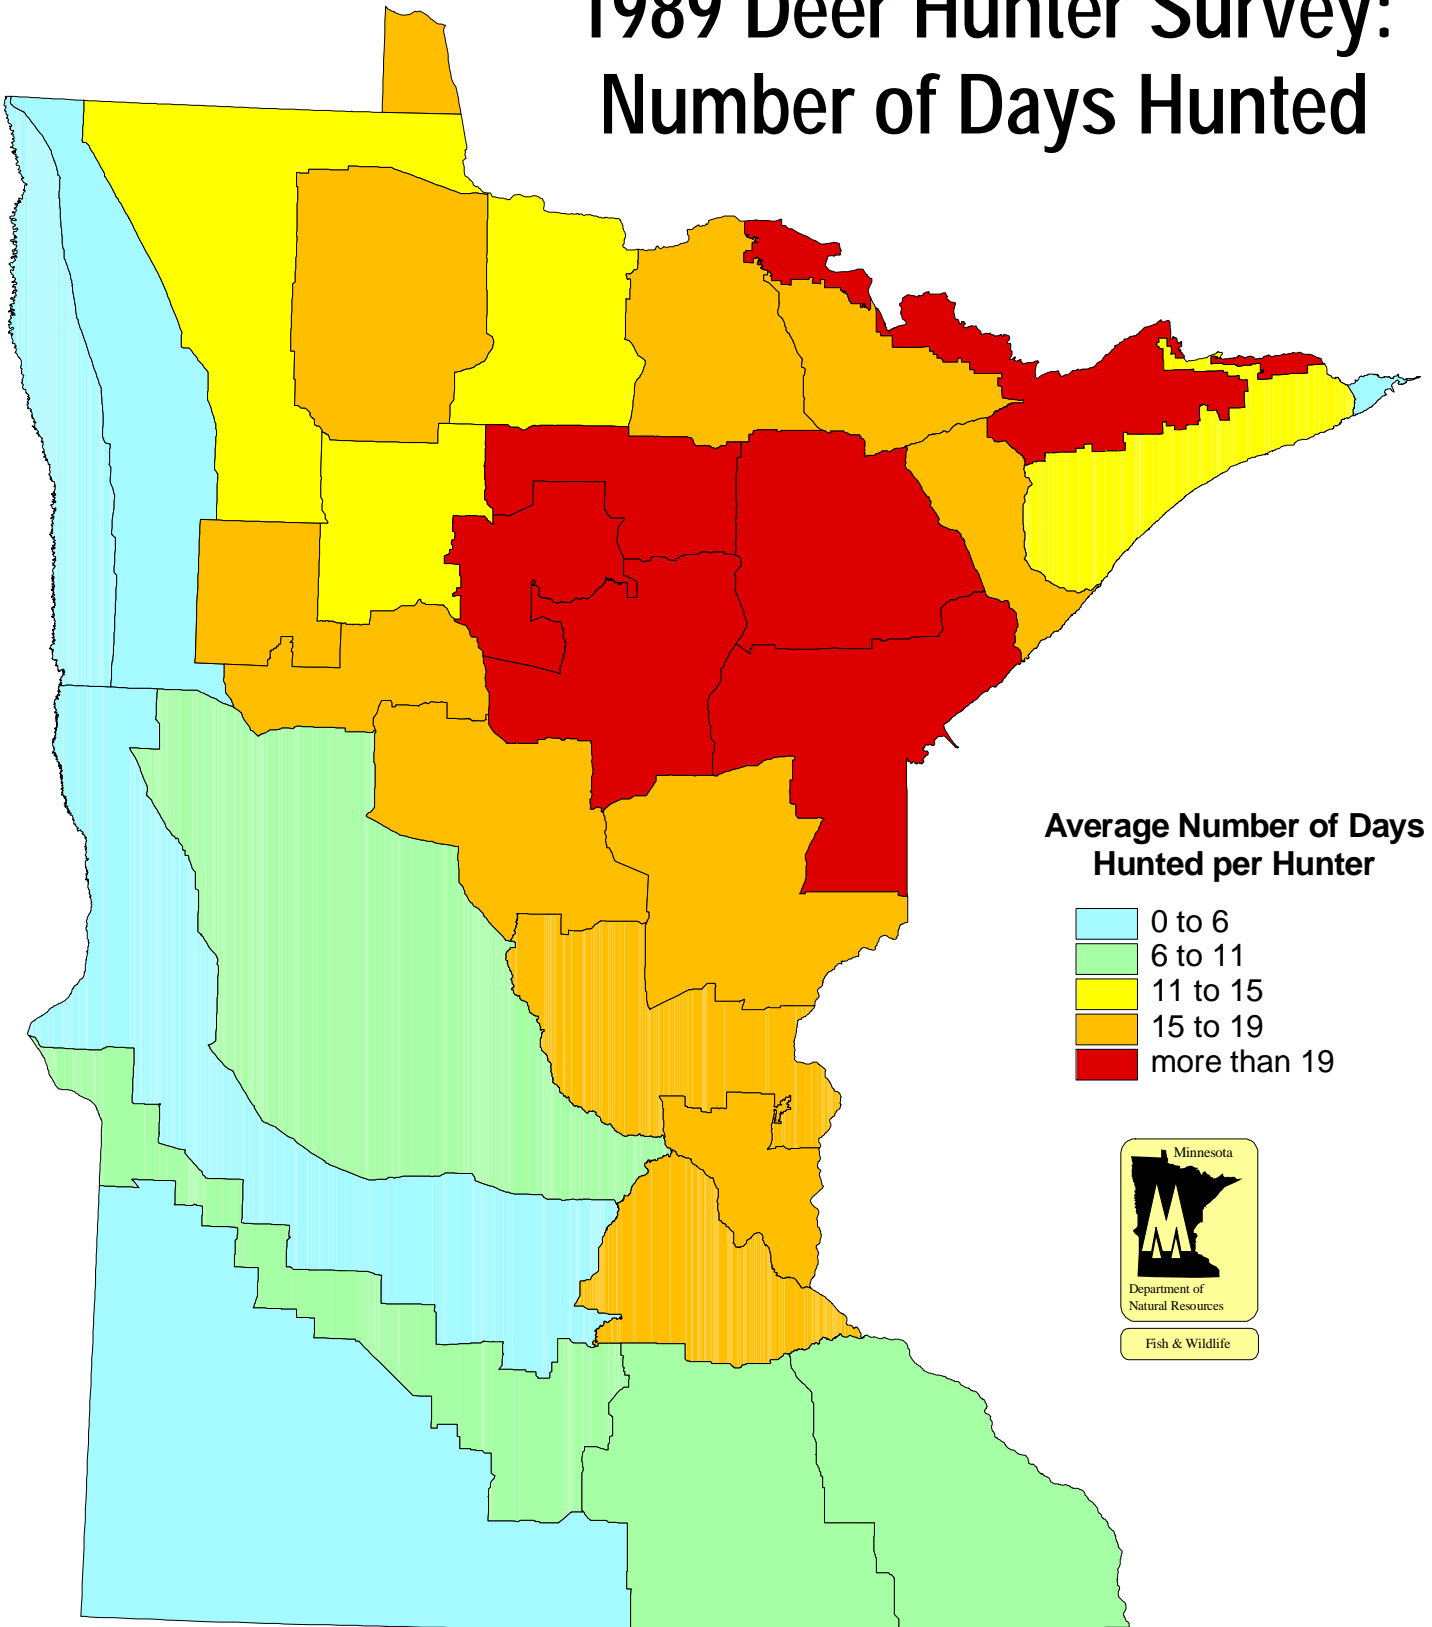 1989 Deer Hunter Survey:
Number of Days Hunted
Average Number of Days
Hunted per Hunter
0 to 6
6 to 11
11 to 15
15 to 19
more than 19
Minnesota
Department of
Natural Resources
Fish & Wildlife